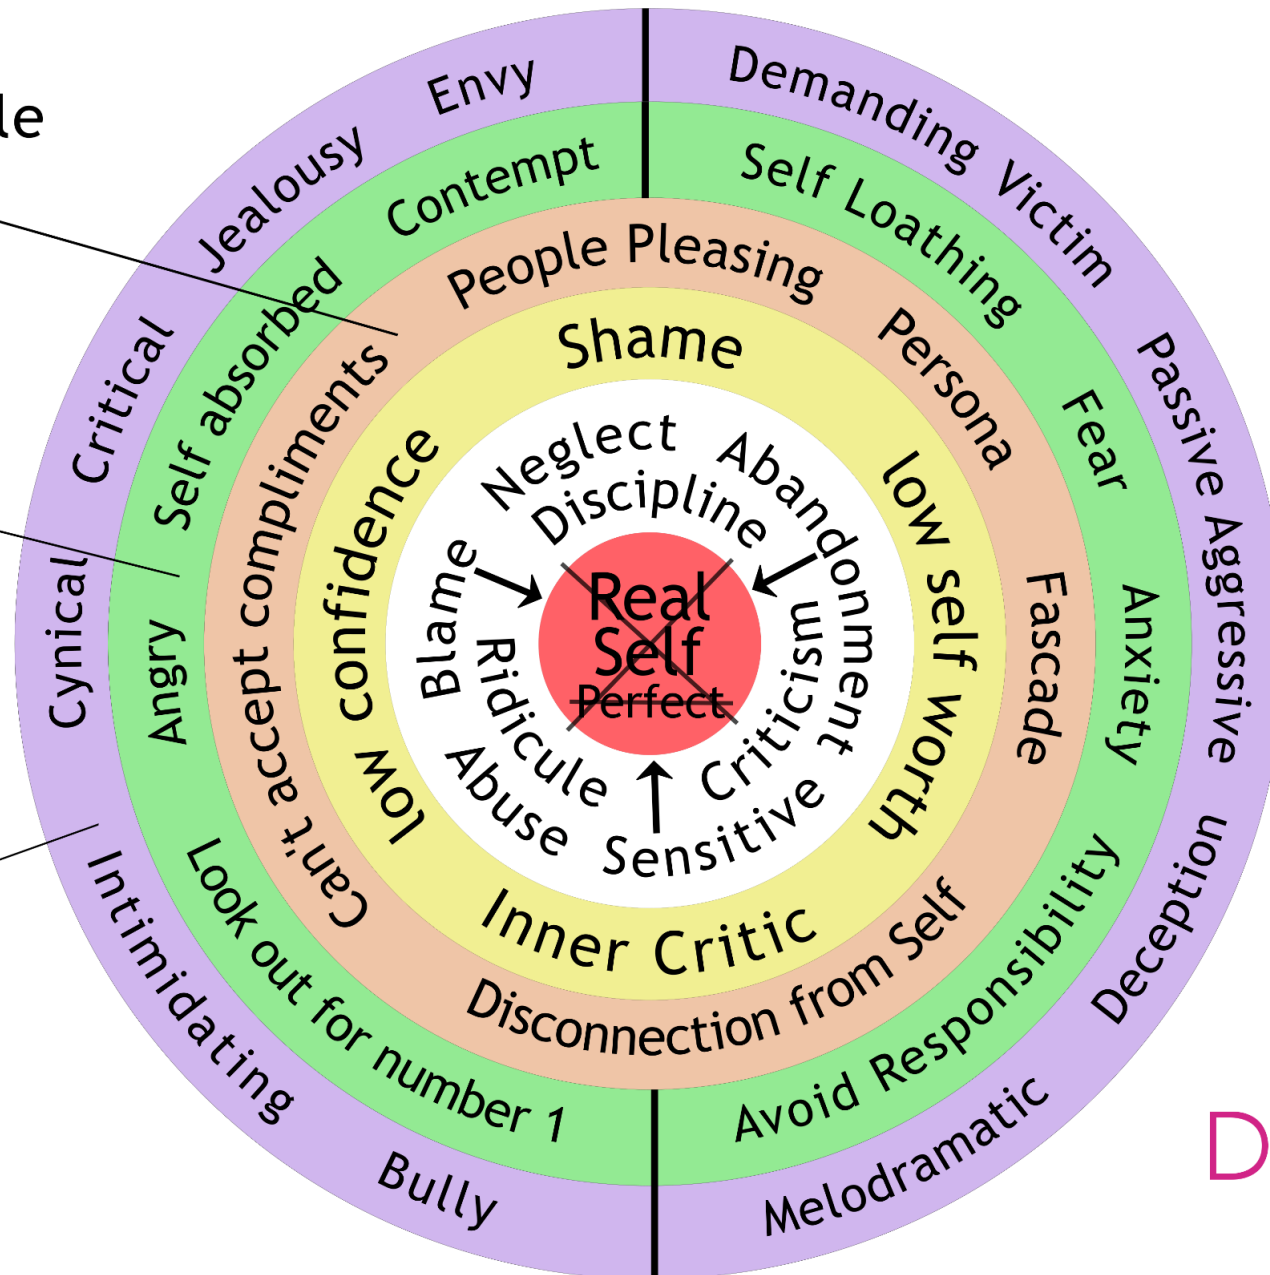 le
Envy
Jealousy
Critical
Cynical
Intimidating
Bully
Demanding Victim
Passive Aggressive
Deception
Melodramatic
Contempt
Self absorbed
Angry
Look out for number 1
Self Loathing
Fear
Anxiety
Avoid Responsibility
People Pleasing
Persona
Fascade
Disconnection from Self
Can't accept compliments
Shame
low self worth
Inner Critic
low confidence
Neglect
Discipline
Abandonment
Criticism
Sensitive
Abuse
Ridicule
Blame
Real
Self
Perfect
D